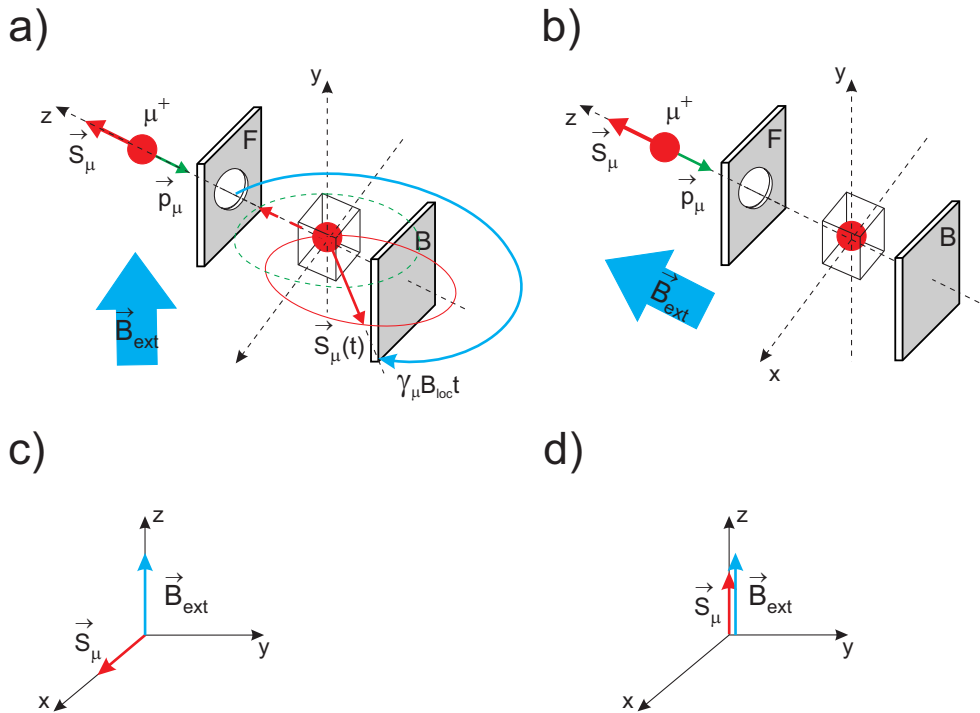 a)
y
z
μ⁺
F
S⃗μ
p⃗μ
B
B⃗ext
S⃗μ(t)
γμBloct
b)
y
z
μ⁺
F
S⃗μ
p⃗μ
B
B⃗ext
x
c)
z
B⃗ext
S⃗μ
y
x
d)
z
S⃗μ
B⃗ext
y
x